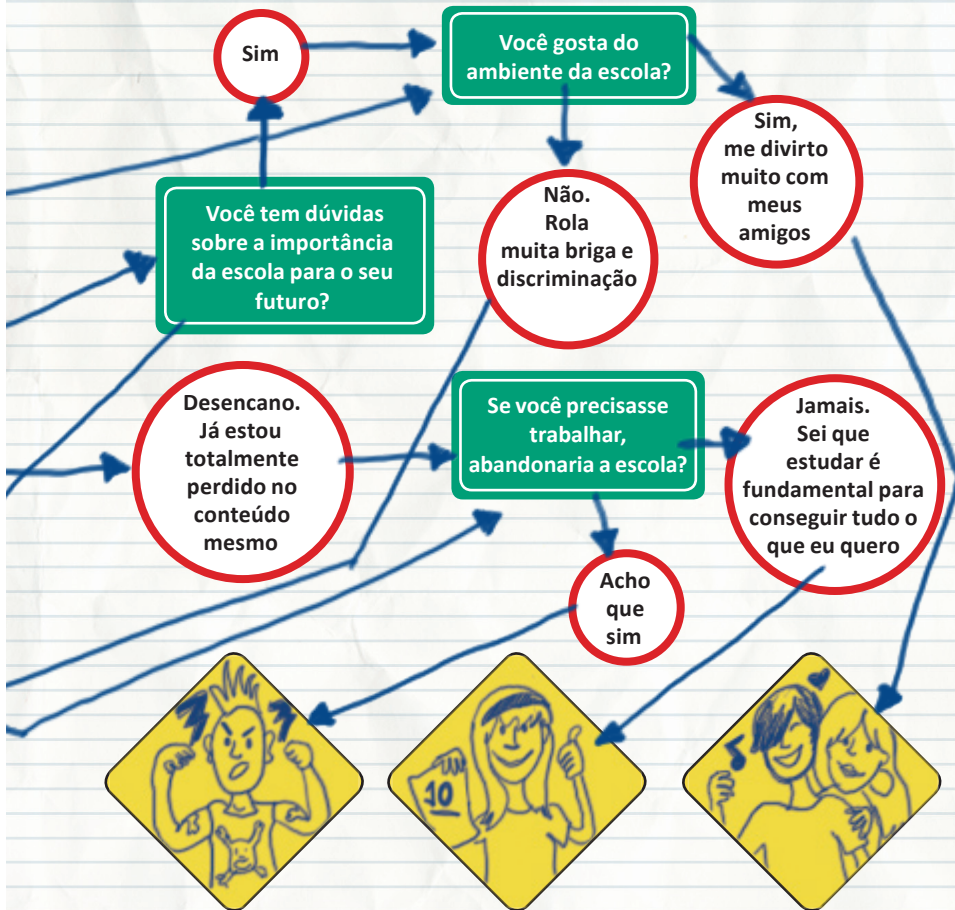 Sim
Você gosta do
ambiente da escola?
Sim,
me divirto
muito com
meus
amigos
Você tem dúvidas
sobre a importância
da escola para o seu
futuro?
Não.
Rola
muita briga e
discriminação
Desencano.
Já estou
totalmente
perdido no
conteúdo
mesmo
Se você precisasse
trabalhar,
abandonaria a escola?
Jamais.
Sei que
estudar é
fundamental para
conseguir tudo o
que eu quero
Acho
que
sim
10